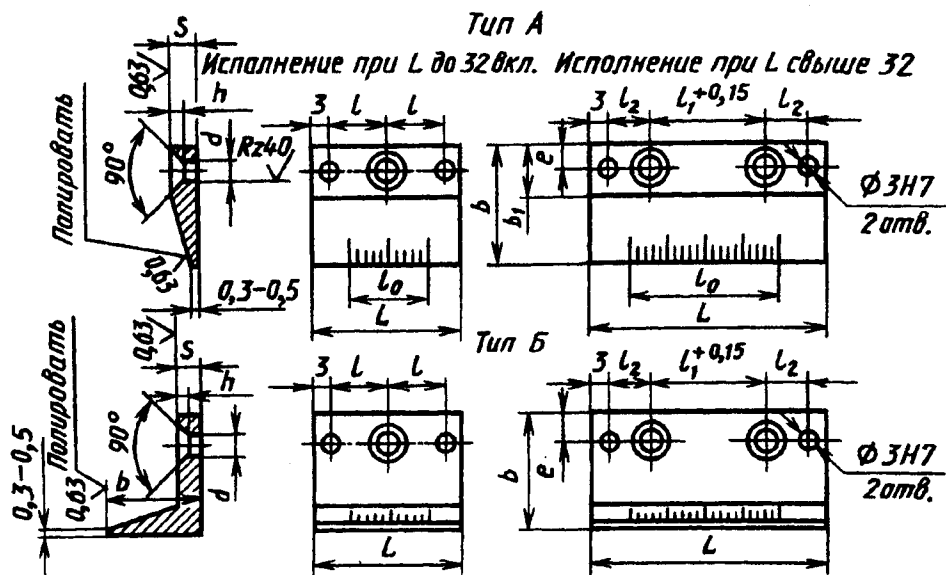 Тип А
Исполнение при L до 32 вкл. Исполнение при L свыше 32
S
0,63
h
d
90°
Rz40
Полировать
0,63
0,3-0,5
3 l l
l₀
L
3 l₂ l₁⁺⁰,¹⁵ l₂
e
b
b₁
Ф 3H7
2 отв.
l₀
L
Тип Б
0,63
S
h
Полировать
90°
d
0,3-0,5
0,63
b
3 l l
L
3 l₂ l₁⁺⁰,¹⁵ l₂
b
e
Ф 3H7
2 отв.
L